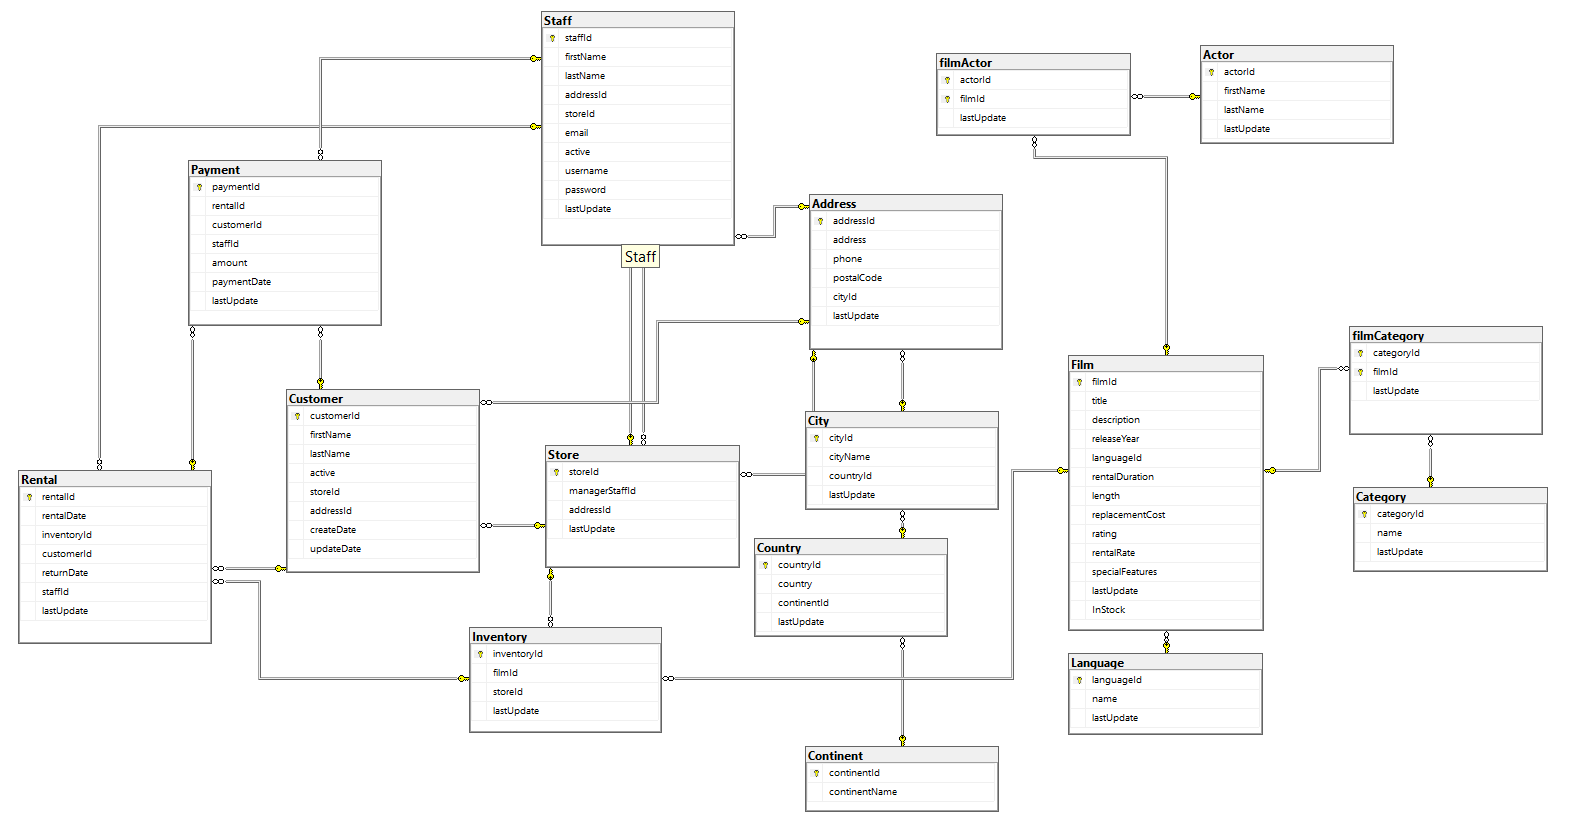 Staff
staffId
firstName
lastName
addressId
storeId
email
active
username
password
lastUpdate
Staff
filmActor
actorId
filmId
lastUpdate
Actor
actorId
firstName
lastName
lastUpdate
Payment
paymentId
rentalId
customerId
staffId
amount
paymentDate
lastUpdate
Address
addressId
address
phone
postalCode
cityId
lastUpdate
filmCategory
categoryId
filmId
lastUpdate
Film
filmId
title
description
releaseYear
languageId
rentalDuration
length
replacementCost
rating
rentalRate
specialFeatures
lastUpdate
InStock
Customer
customerId
firstName
lastName
active
storeId
addressId
createDate
updateDate
City
cityId
cityName
countryId
lastUpdate
Store
storeId
managerStaffId
addressId
lastUpdate
Rental
rentalId
rentalDate
inventoryId
customerId
returnDate
staffId
lastUpdate
Category
categoryId
name
lastUpdate
Country
countryId
country
continentId
lastUpdate
Inventory
inventoryId
filmId
storeId
lastUpdate
Language
languageId
name
lastUpdate
Continent
continentId
continentName